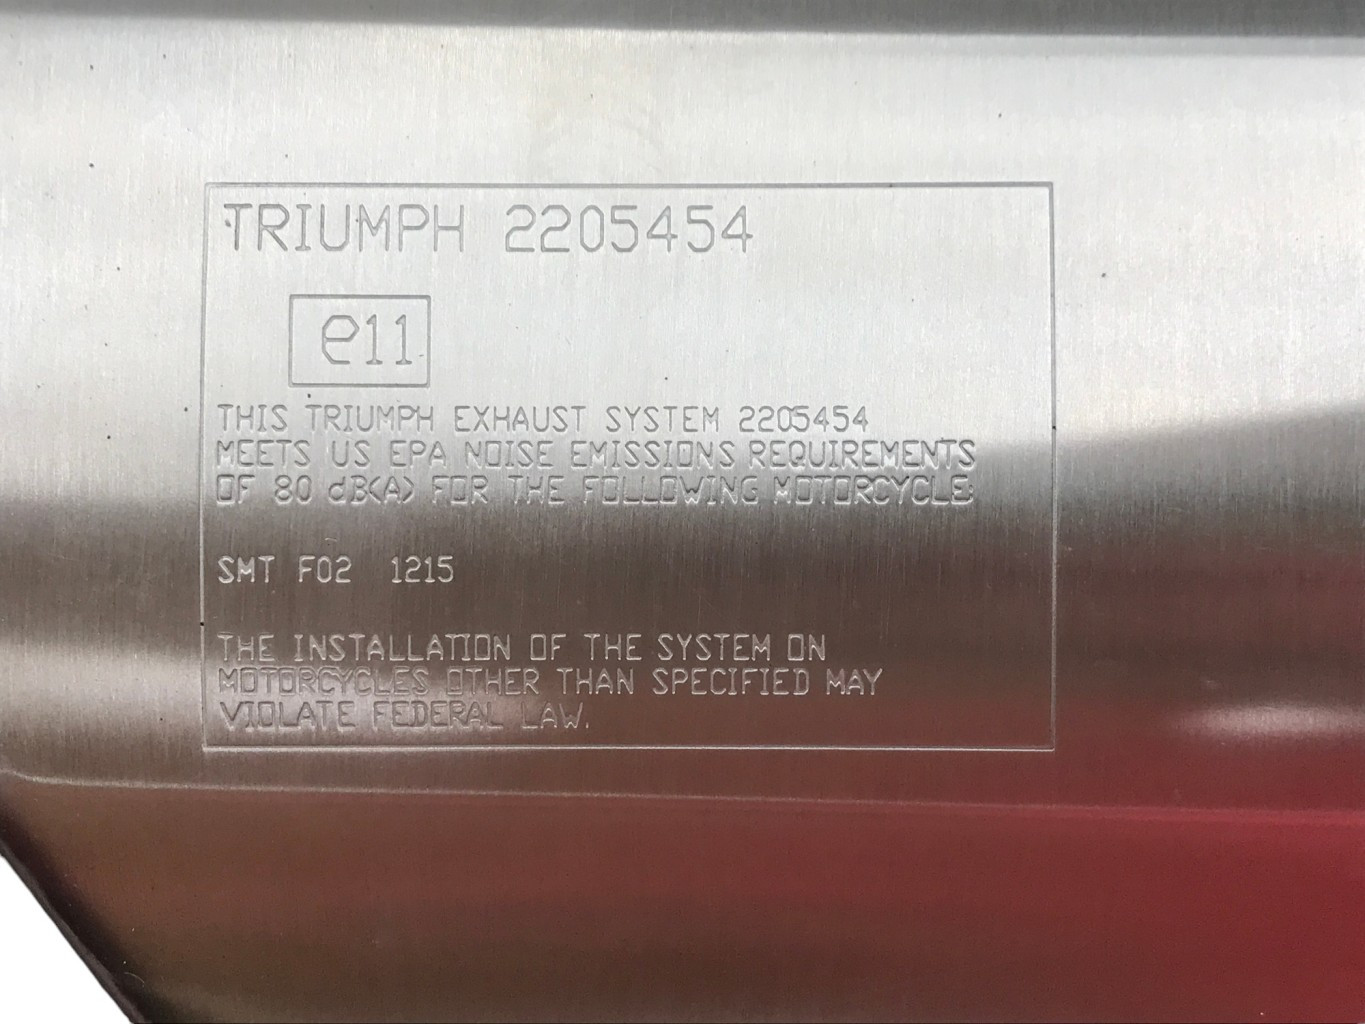 TRIUMPH 2205454
e11
THIS TRIUMPH EXHAUST SYSTEM 2205454
MEETS US EPA NOISE EMISSIONS REQUIREMENTS
OF 80 dB(A) FOR THE FOLLOWING MOTORCYCLE:
SMT F02 1215
THE INSTALLATION OF THE SYSTEM ON
MOTORCYCLES OTHER THAN SPECIFIED MAY
VIOLATE FEDERAL LAW.